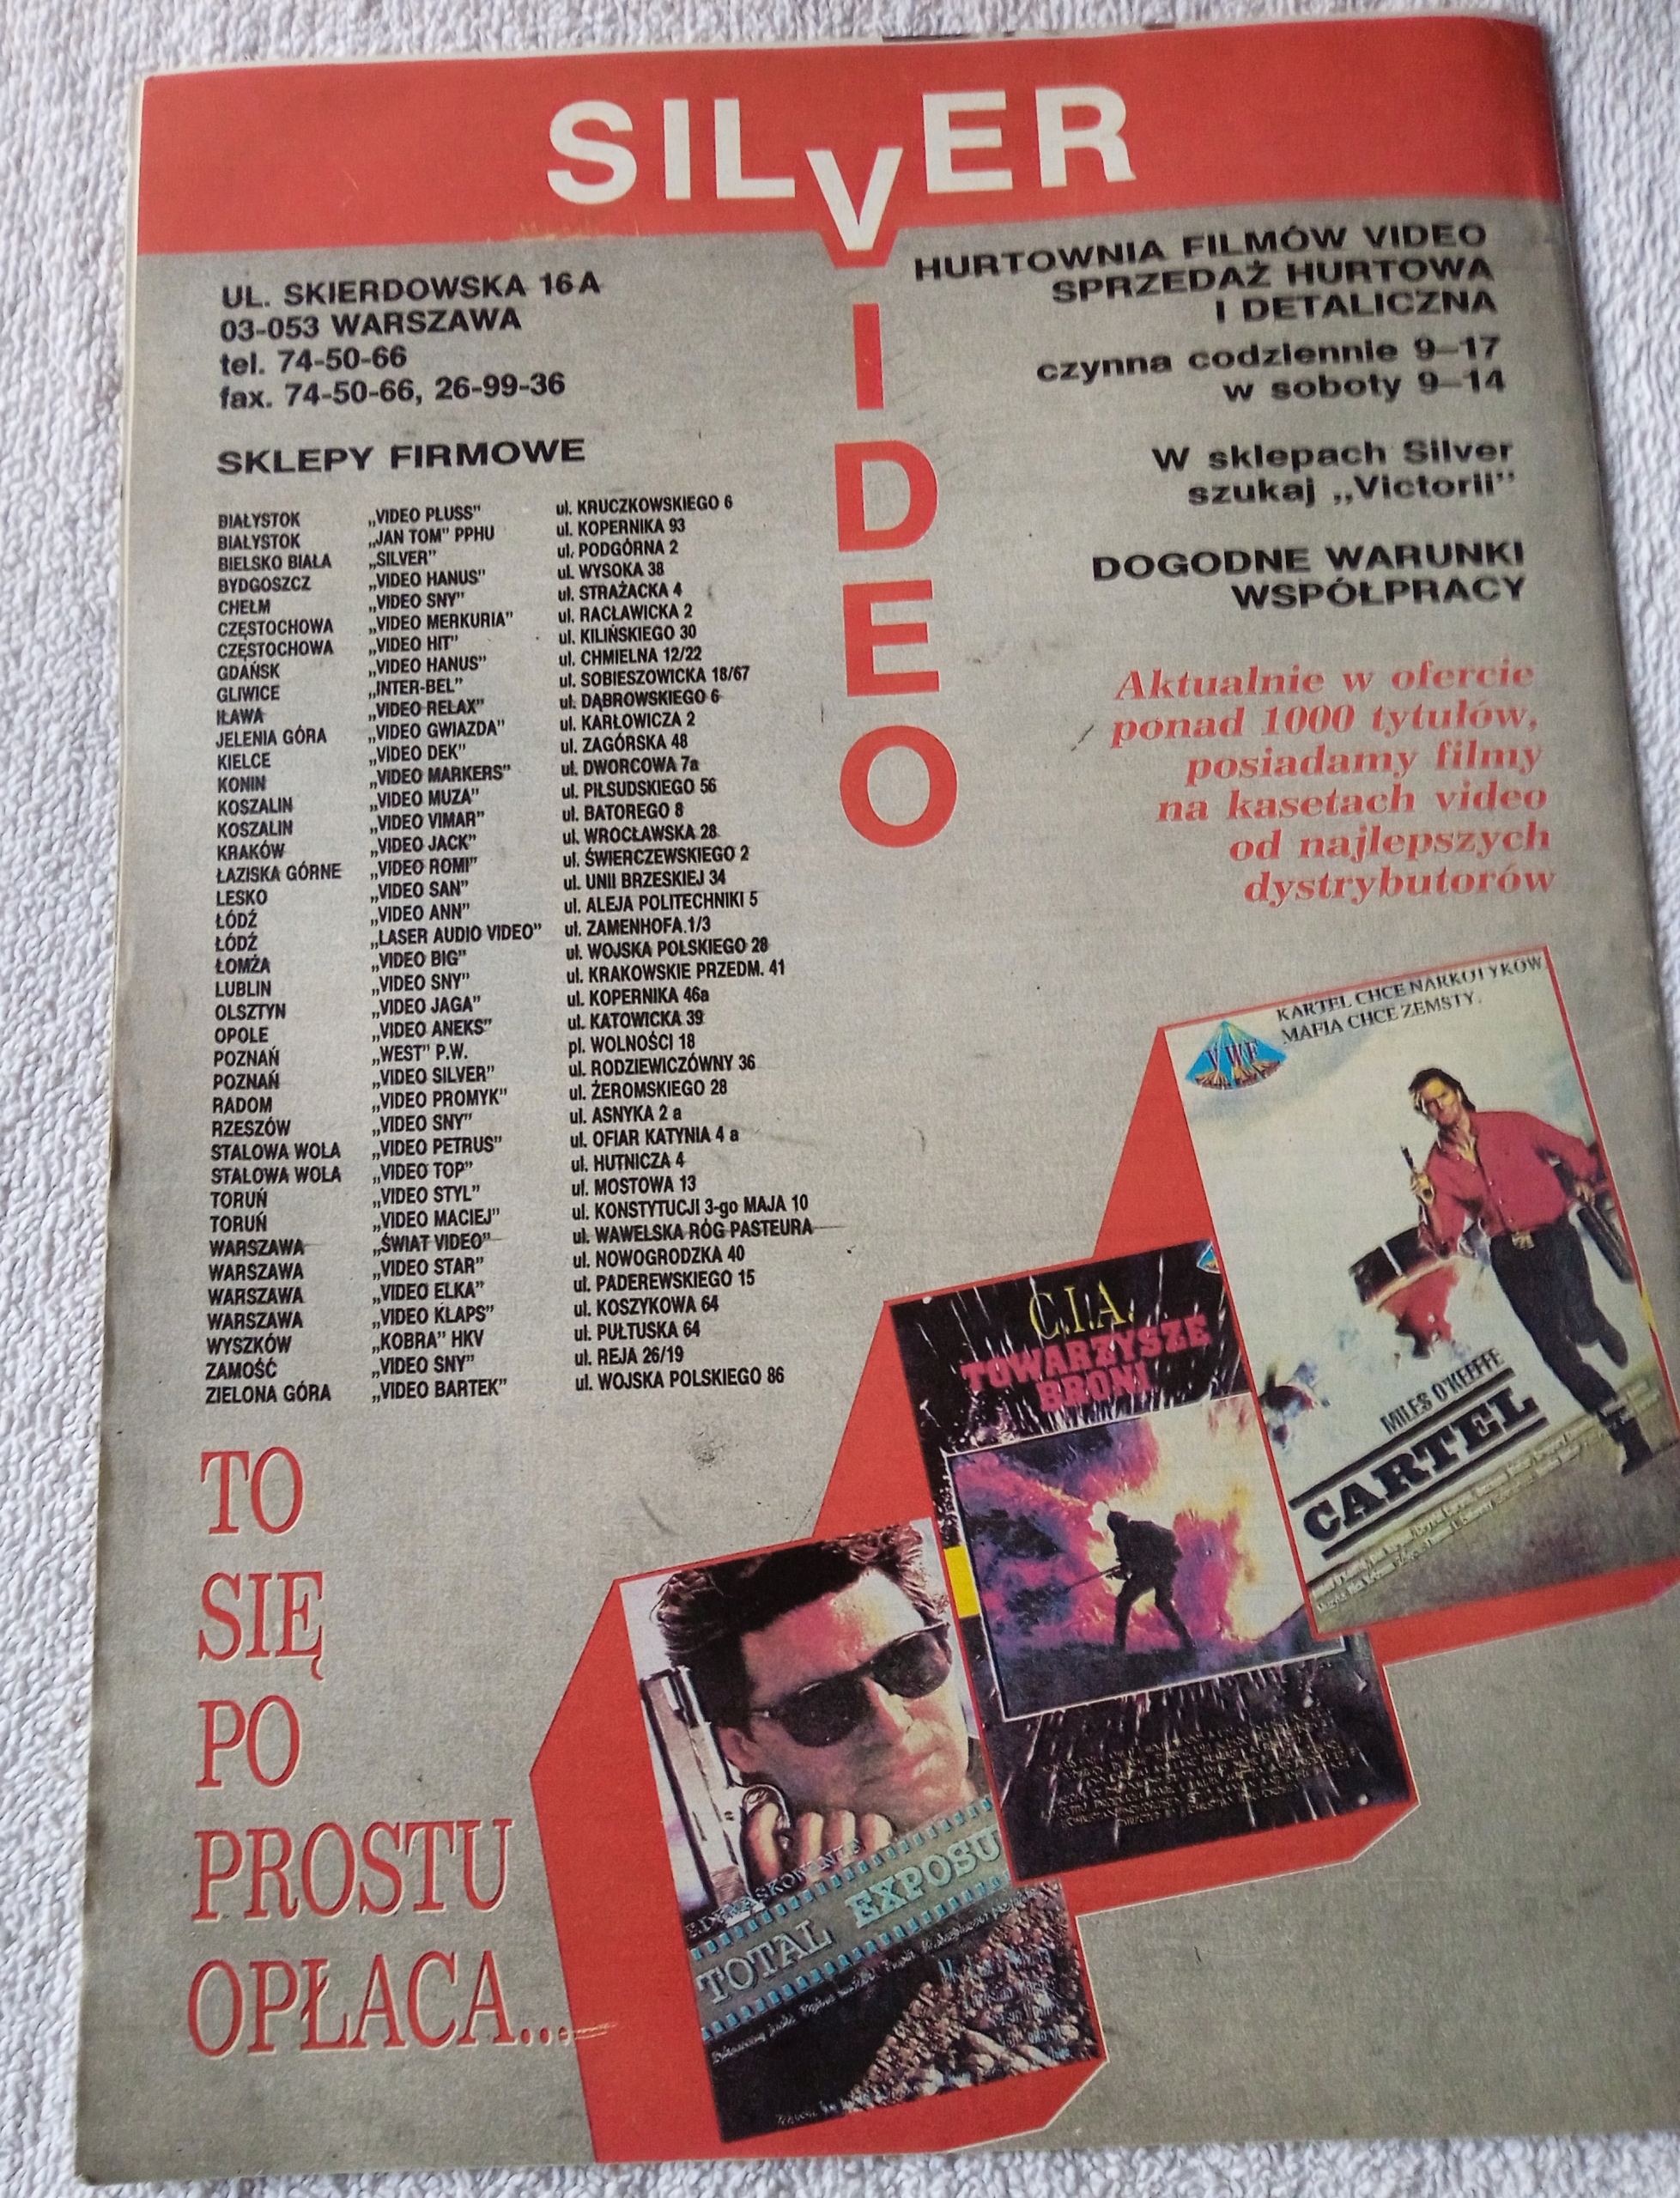 SILVER
VIDEO
UL. SKIERDOWSKA 16A
03-053 WARSZAWA
tel. 74-50-66
fax. 74-50-66, 26-99-36
HURTOWNIA FILMÓW VIDEO
SPRZEDAŻ HURTOWA
I DETALICZNA
czynna codziennie 9–17
w soboty 9–14
W sklepach Silver
szukaj „Victorii”
DOGODNE WARUNKI
WSPÓŁPRACY
Aktualnie w ofercie
ponad 1000 tytułów,
posiadamy filmy
na kasetach video
od najlepszych
dystrybutorów
SKLEPY FIRMOWE
BIAŁYSTOK „VIDEO PLUSS” ul. KRUCZKOWSKIEGO 6
BIAŁYSTOK „JAN TOM” PPHU ul. KOPERNIKA 93
BIELSKO BIAŁA „SILVER” ul. PODGÓRNA 2
BYDGOSZCZ „VIDEO HANUS” ul. WYSOKA 38
CHEŁM „VIDEO SNY” ul. STRAŻACKA 4
CZĘSTOCHOWA „VIDEO MERKURIA” ul. RACŁAWICKA 2
CZĘSTOCHOWA „VIDEO HIT” ul. KILIŃSKIEGO 30
GDAŃSK „VIDEO HANUS” ul. CHMIELNA 12/22
GLIWICE „INTER-BEL” ul. SOBIESZOWICKA 18/67
IŁAWA „VIDEO RELAX” ul. DĄBROWSKIEGO 6
JELENIA GÓRA „VIDEO GWIAZDA” ul. KARŁOWICZA 2
KIELCE „VIDEO DEK” ul. ZAGÓRSKA 48
KONIN „VIDEO MARKERS” ul. DWORCOWA 7a
KOSZALIN „VIDEO MUZA” ul. PIŁSUDSKIEGO 56
KOSZALIN „VIDEO VIMAR” ul. BATOREGO 8
KRAKÓW „VIDEO JACK” ul. WROCŁAWSKA 28
ŁAZISKA GÓRNE „VIDEO ROMI” ul. ŚWIERCZEWSKIEGO 2
LESKO „VIDEO SAN” ul. UNII BRZESKIEJ 34
ŁÓDŹ „VIDEO ANN” ul. ALEJA POLITECHNIKI 5
ŁÓDŹ „LASER AUDIO VIDEO” ul. ZAMENHOFA 1/3
ŁOMŻA „VIDEO BIG” ul. WOJSKA POLSKIEGO 28
LUBLIN „VIDEO SNY” ul. KRAKOWSKIE PRZEDM. 41
OLSZTYN „VIDEO JAGA” ul. KOPERNIKA 46a
OPOLE „VIDEO ANEKS” ul. KATOWICKA 39
POZNAŃ „WEST” P.W. pl. WOLNOŚCI 18
POZNAŃ „VIDEO SILVER” ul. RODZIEWICZÓWNY 36
RADOM „VIDEO PROMYK” ul. ŻEROMSKIEGO 28
RZESZÓW „VIDEO SNY” ul. ASNYKA 2 a
STALOWA WOLA „VIDEO PETRUS” ul. OFIAR KATYNIA 4 a
STALOWA WOLA „VIDEO TOP” ul. HUTNICZA 4
TORUŃ „VIDEO STYL” ul. MOSTOWA 13
TORUŃ „VIDEO MACIEJ” ul. KONSTYTUCJI 3-go MAJA 10
WARSZAWA „ŚWIAT VIDEO” ul. WAWELSKA RÓG PASTEURA
WARSZAWA „VIDEO STAR” ul. NOWOGRODZKA 40
WARSZAWA „VIDEO ELKA” ul. PADEREWSKIEGO 15
WARSZAWA „VIDEO KLAPS” ul. KOSZYKOWA 64
WYSZKÓW „KOBRA” HKV ul. PUŁTUSKA 64
ZAMOŚĆ „VIDEO SNY” ul. REJA 26/19
ZIELONA GÓRA „VIDEO BARTEK” ul. WOJSKA POLSKIEGO 86
TO
SIĘ
PO
PROSTU
OPŁACA...
KARTEL CHCE NARKOTYKÓW.
MAFIA CHCE ZEMSTY.
VWF
MILES O'KEEFFE
CARTEL
C.I.A.
TOWARZYSZE
BRONI
TOTAL EXPOSU